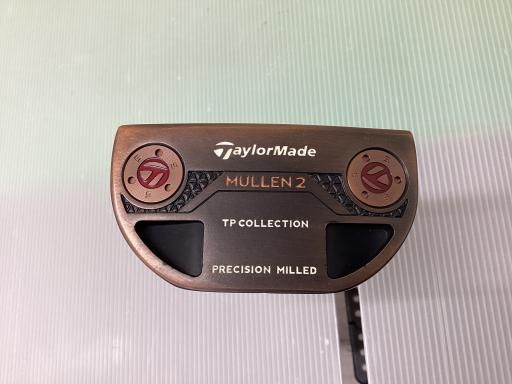 TaylorMade
MULLEN 2
TP COLLECTION
PRECISION MILLED